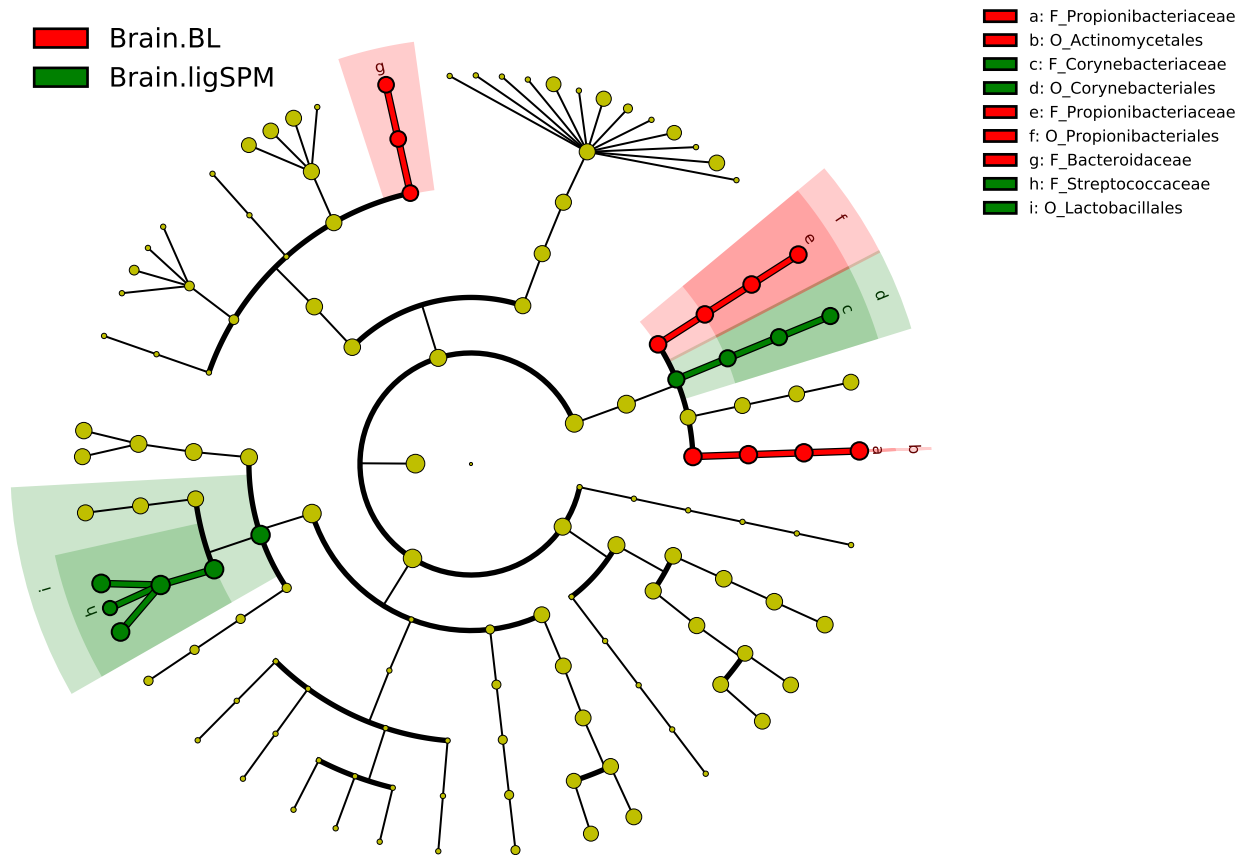 Brain.BL
Brain.ligSPM
a: F_Propionibacteriaceae
b: O_Actinomycetales
c: F_Corynebacteriaceae
d: O_Corynebacteriales
e: F_Propionibacteriaceae
f: O_Propionibacteriales
g: F_Bacteroidaceae
h: F_Streptococcaceae
i: O_Lactobacillales
g
f
e
d
c
a
b
i
h